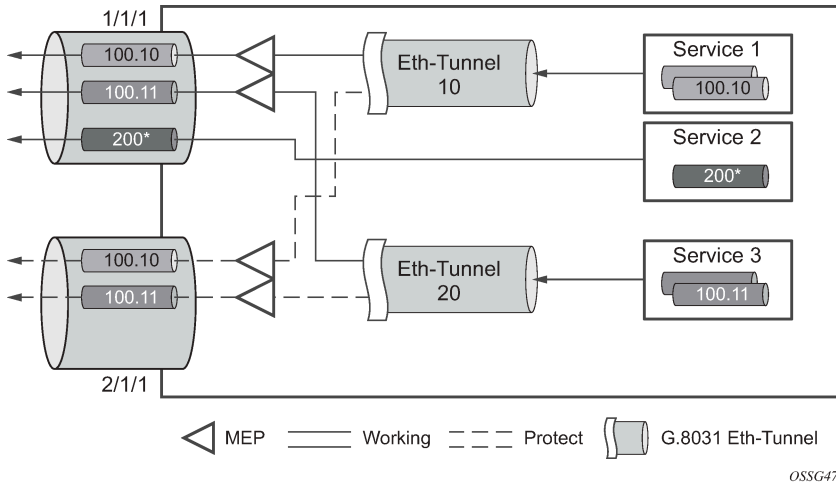 1/1/1
100.10
100.11
200*
Eth-Tunnel
10
Service 1
100.10
Service 2
200*
100.10
100.11
2/1/1
Eth-Tunnel
20
Service 3
100.11
MEP
Working
Protect
G.8031 Eth-Tunnel
OSSG47